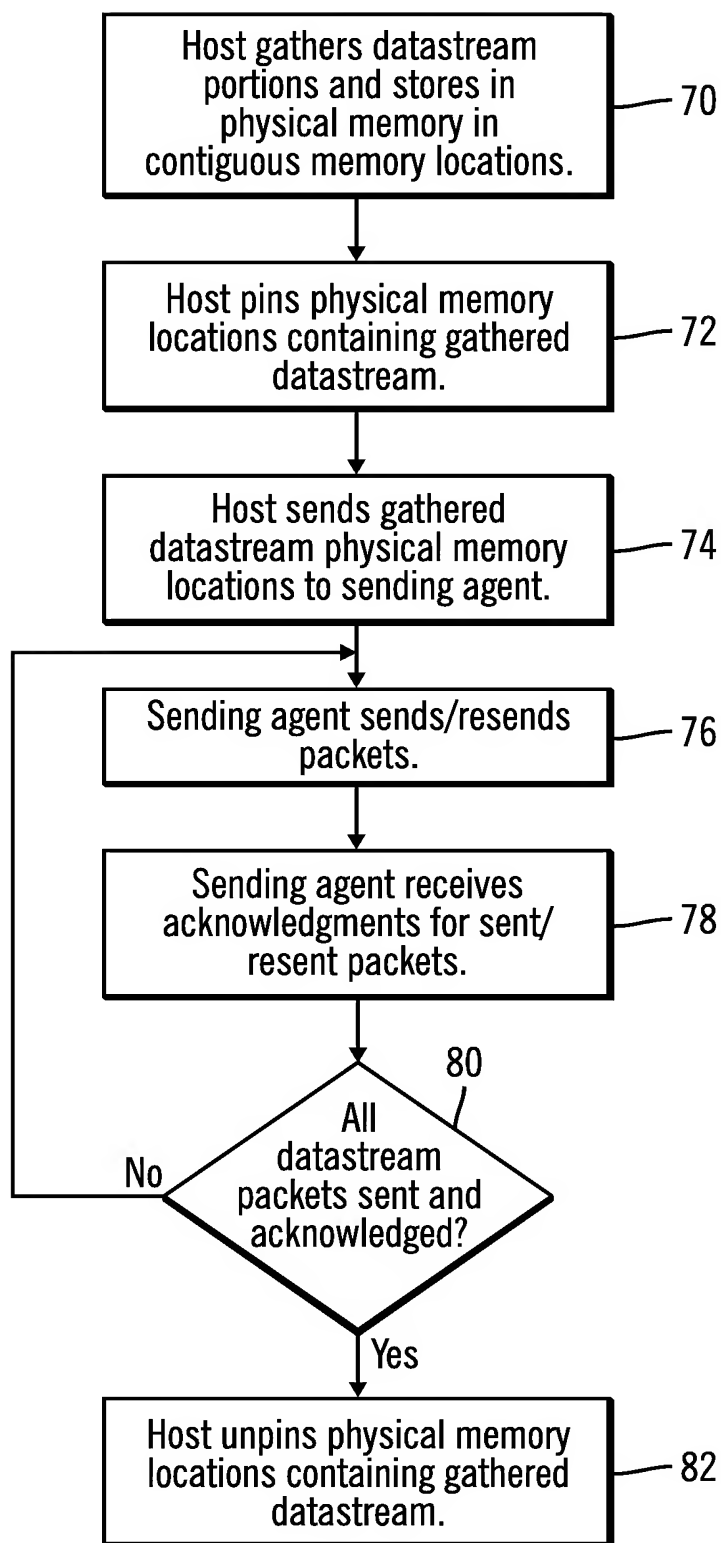 Host gathers datastream
portions and stores in
physical memory in
contiguous memory locations.
70
Host pins physical memory
locations containing gathered
datastream.
72
Host sends gathered
datastream physical memory
locations to sending agent.
74
Sending agent sends/resends
packets.
76
Sending agent receives
acknowledgments for sent/
resent packets.
78
80
All
datastream
packets sent and
acknowledged?
No
Yes
Host unpins physical memory
locations containing gathered
datastream.
82